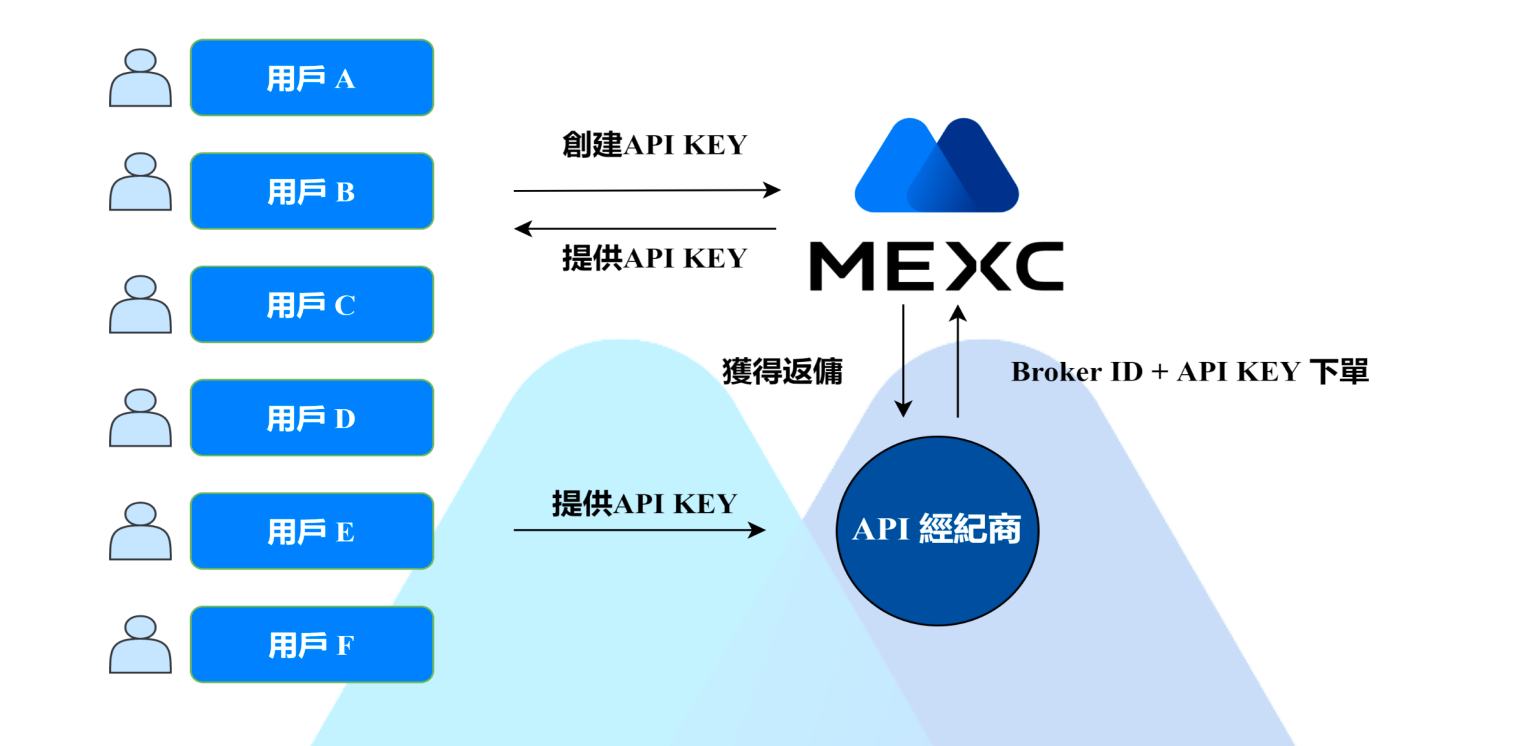 用戶 A
用戶 B
用戶 C
用戶 D
用戶 E
用戶 F
創建API KEY
提供API KEY
MEXC
獲得返傭
Broker ID + API KEY 下單
提供API KEY
API 經紀商